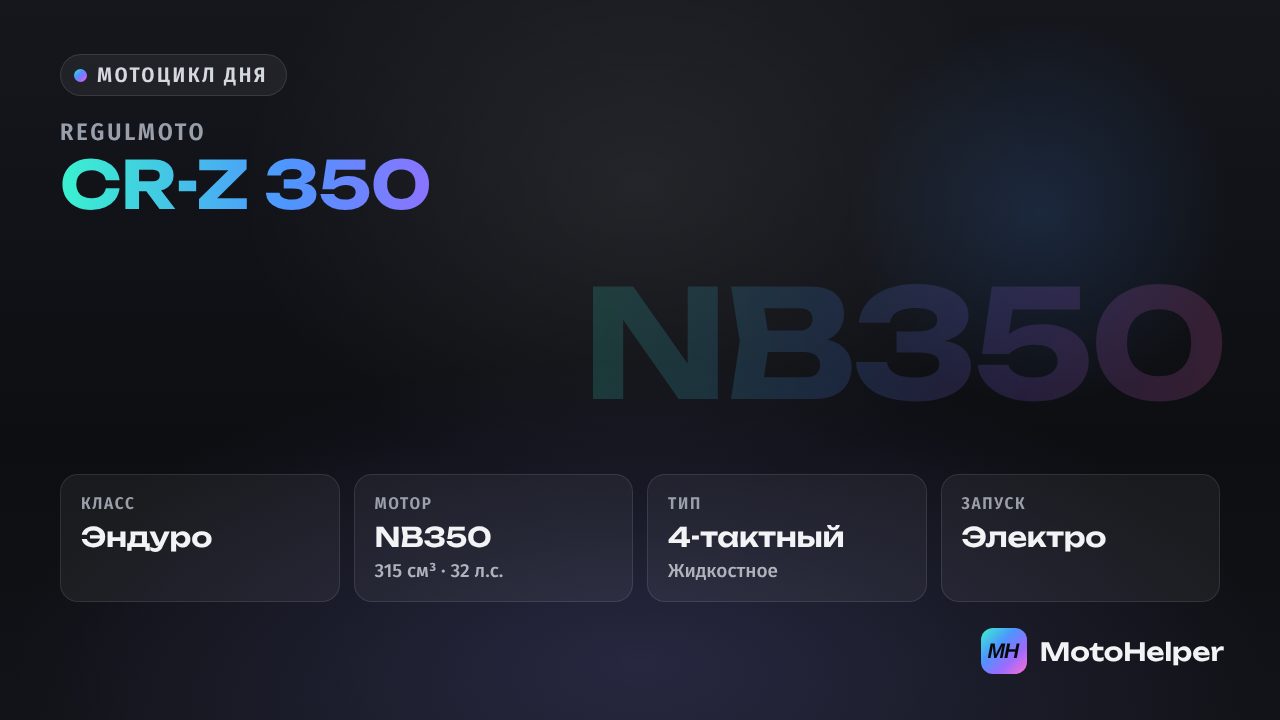 МОТОЦИКЛ ДНЯ
REGULMOTO
CR-Z 350
NB350
КЛАСС
Эндуро
МОТОР
NB350
315 см³ · 32 л.с.
ТИП
4-тактный
Жидкостное
ЗАПУСК
Электро
MH MotoHelper